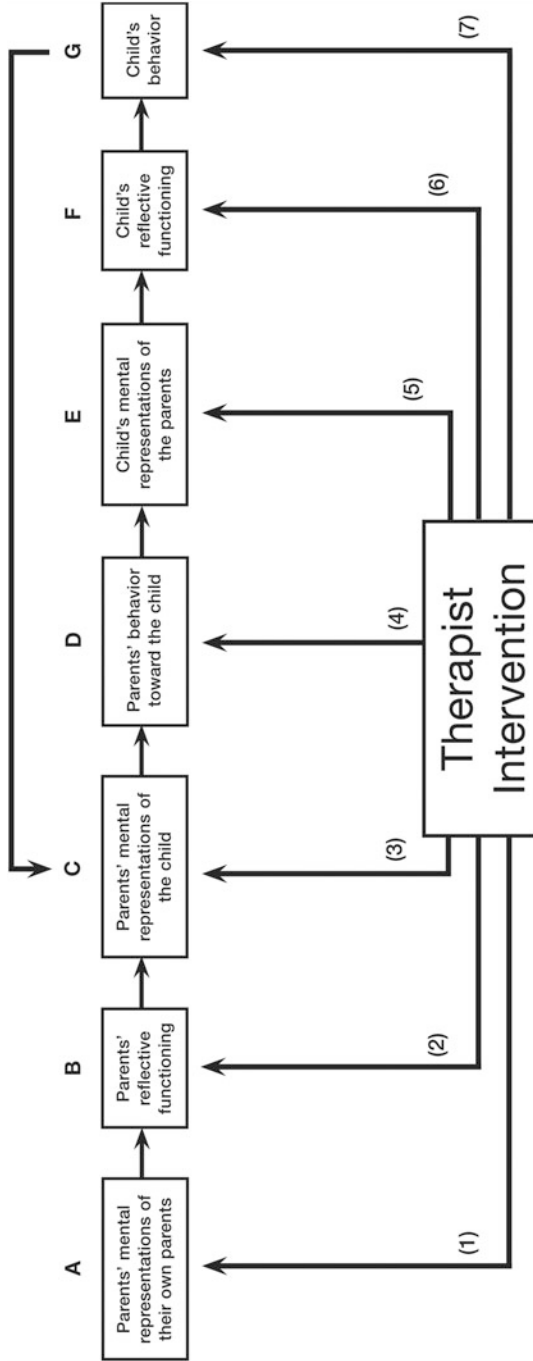 A
B
C
D
E
F
G
Parents' mental
representations of
their own parents
Parents'
reflective
functioning
Parents' mental
representations of
the child
Parents' behavior
toward the child
Child's mental
representations of
the parents
Child's
reflective
functioning
Child's
behavior
(1)
(2)
(3)
(4)
(5)
(6)
(7)
Therapist
Intervention